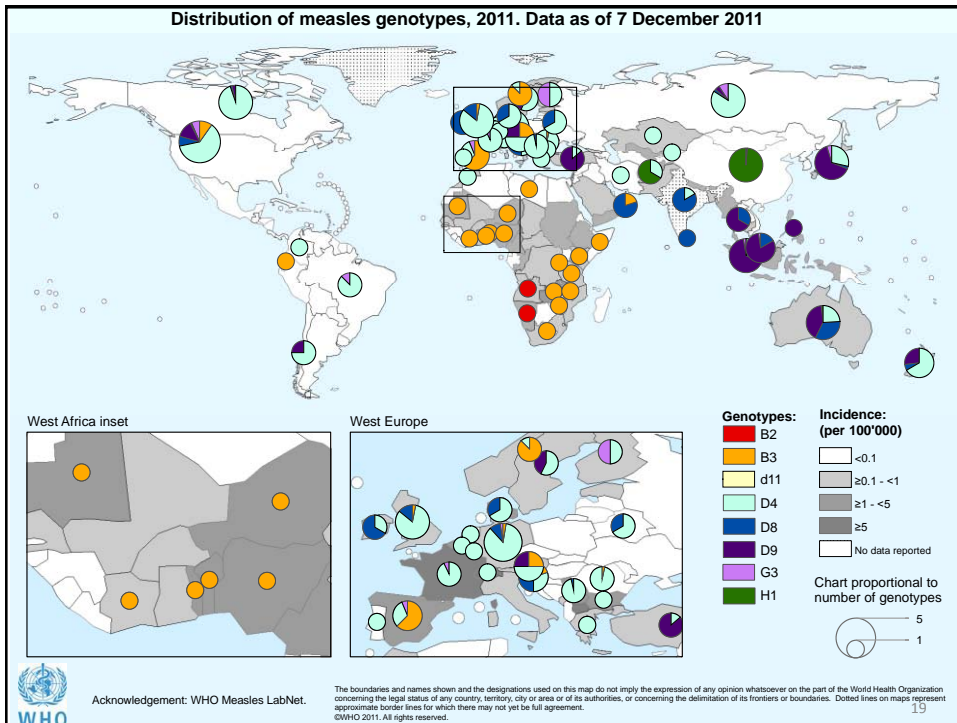 Distribution of measles genotypes, 2011. Data as of 7 December 2011
West Africa inset
West Europe
Genotypes:
B2
B3
d11
D4
D8
D9
G3
H1
Incidence:
(per 100'000)
<0.1
≥0.1 - <1
≥1 - <5
≥5
No data reported
Chart proportional to
number of genotypes
5
1
WHO
Acknowledgement: WHO Measles LabNet.
The boundaries and names shown and the designations used on this map do not imply the expression of any opinion whatsoever on the part of the World Health Organization
concerning the legal status of any country, territory, city or area or of its authorities, or concerning the delimitation of its frontiers or boundaries. Dotted lines on maps represent
approximate border lines for which there may not yet be full agreement.
©WHO 2011. All rights reserved.
19